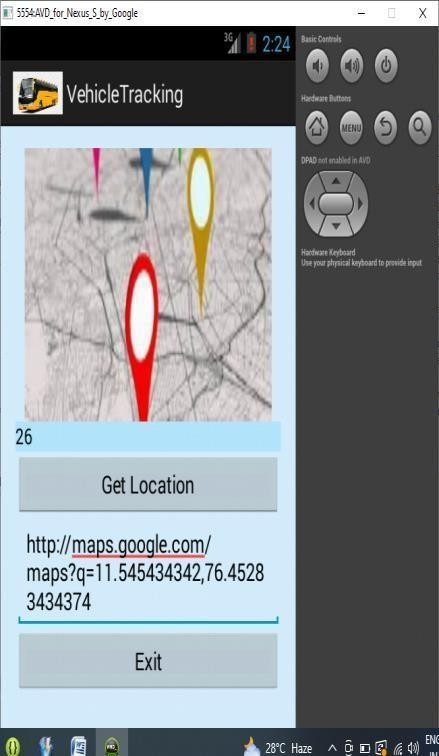 5554:AVD_for_Nexus_S_by_Google
3G
2:24
VehicleTracking
26
Get Location
http://maps.google.com/
maps?q=11.545434342,76.4528
3434374
Exit
Basic Controls
Hardware Buttons
MENU
DPAD not enabled in AVD
Hardware Keyboard
Use your physical keyboard to provide input
28°C Haze
ENG
IN